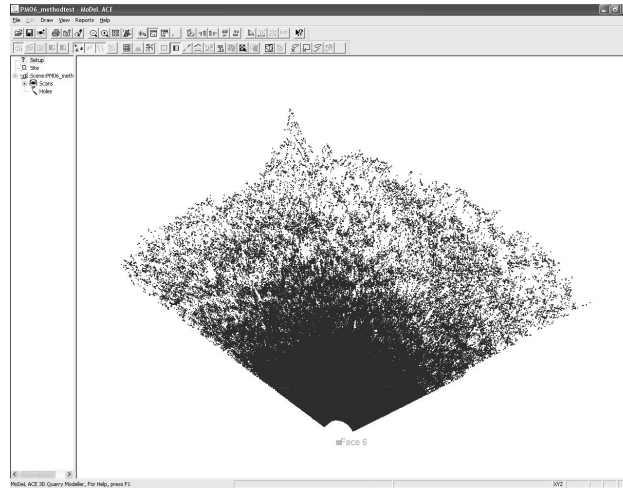 PM06_methodtest - MoDeL ACE
File Edit Draw View Reports Help
Setup
Site
Scene:PM06_meth
Scans
Holes
Face 6
MoDeL ACE 3D Quarry Modeller, For Help, press F1
XYZ